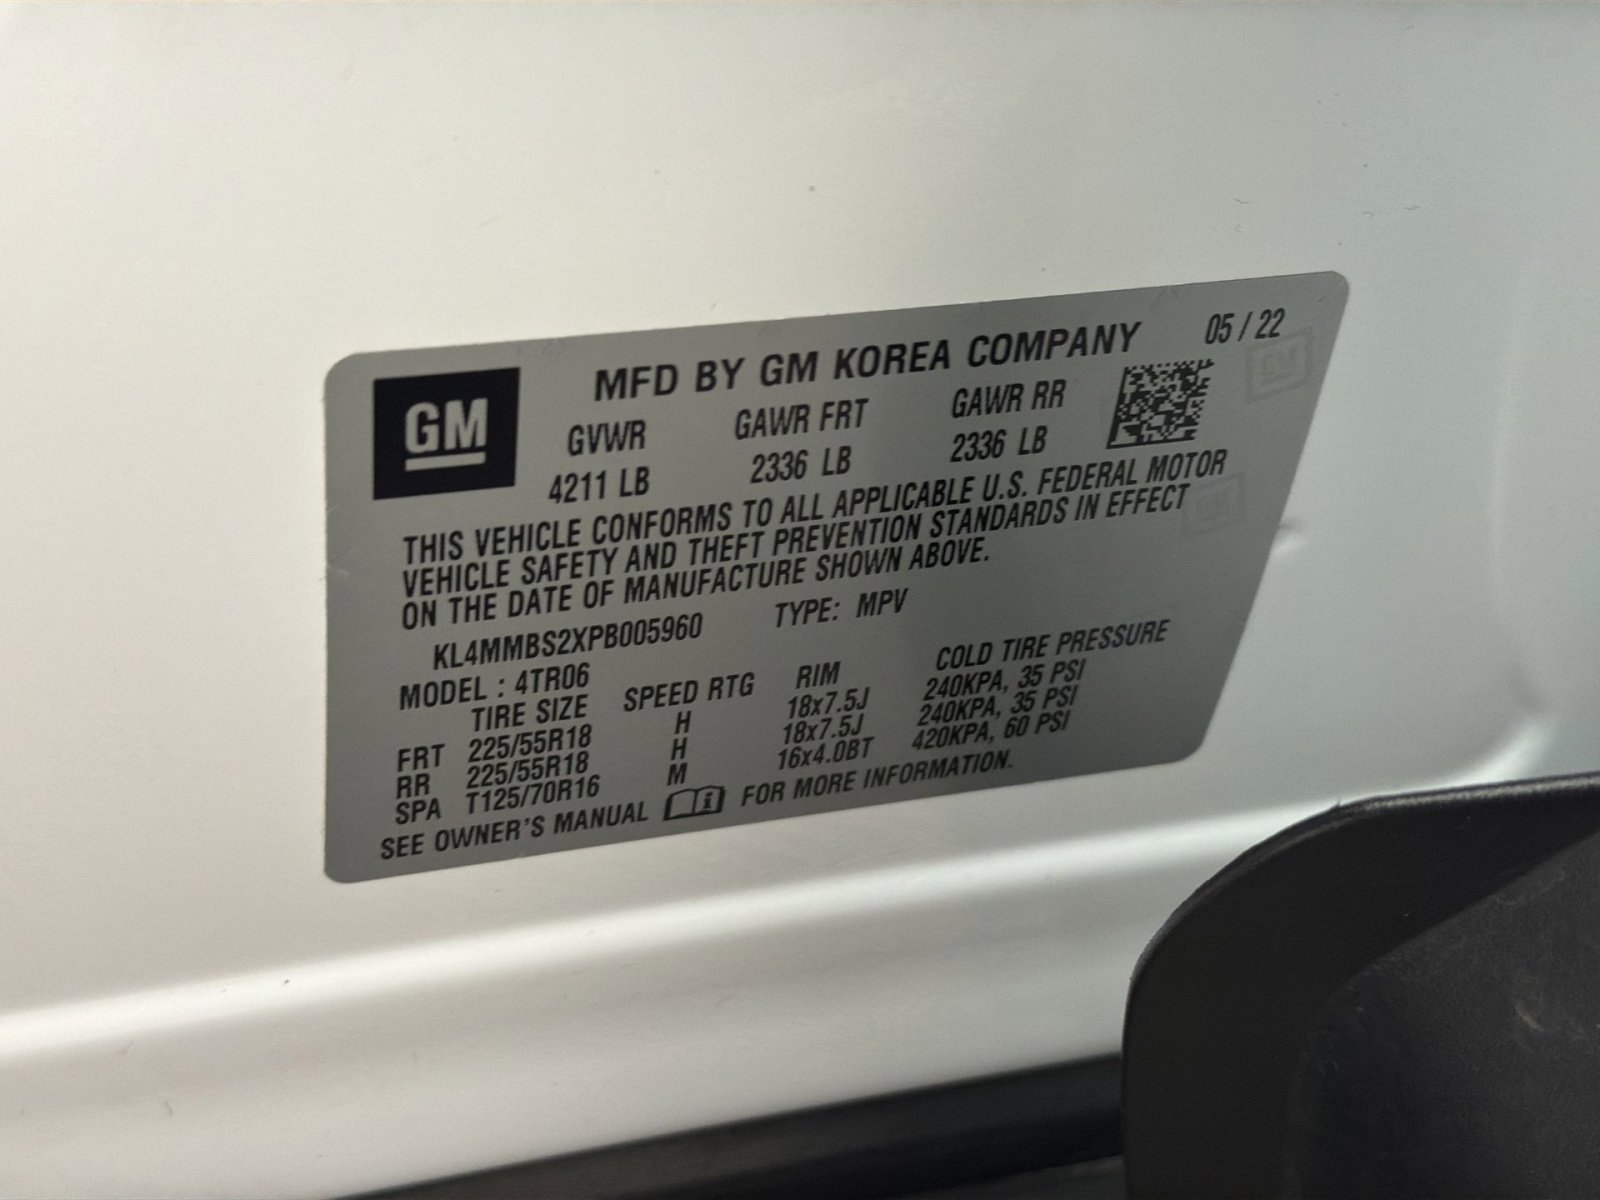 MFD BY GM KOREA COMPANY 05 / 22
GM
GVWR GAWR FRT GAWR RR
4211 LB 2336 LB 2336 LB
THIS VEHICLE CONFORMS TO ALL APPLICABLE U.S. FEDERAL MOTOR
VEHICLE SAFETY AND THEFT PREVENTION STANDARDS IN EFFECT
ON THE DATE OF MANUFACTURE SHOWN ABOVE.
KL4MMBS2XPB005960 TYPE: MPV
MODEL : 4TR06
TIRE SIZE SPEED RTG RIM COLD TIRE PRESSURE
FRT 225/55R18 H 18x7.5J 240KPA, 35 PSI
RR 225/55R18 H 18x7.5J 240KPA, 35 PSI
SPA T125/70R16 M 16x4.0BT 420KPA, 60 PSI
SEE OWNER'S MANUAL FOR MORE INFORMATION.